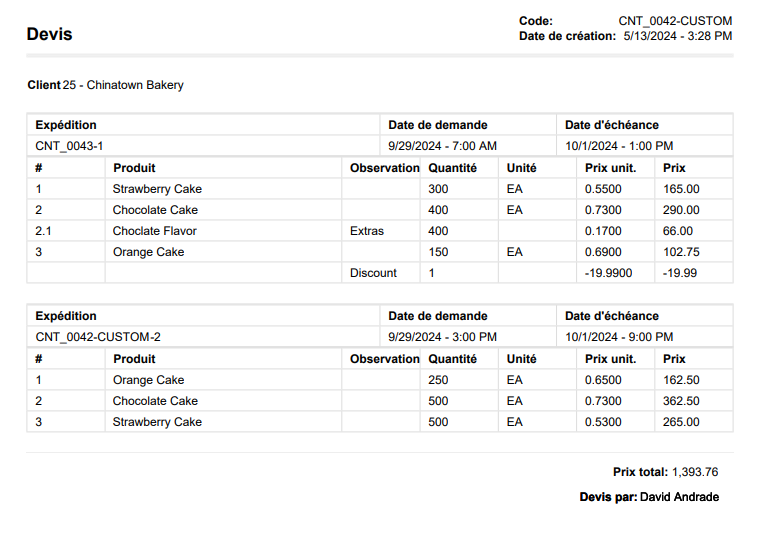 Devis
Code: CNT_0042-CUSTOM
Date de création: 5/13/2024 - 3:28 PM
Client 25 - Chinatown Bakery
Expédition Date de demande Date d'échéance
CNT_0043-1 9/29/2024 - 7:00 AM 10/1/2024 - 1:00 PM
# Produit Observation Quantité Unité Prix unit. Prix
1 Strawberry Cake 300 EA 0.5500 165.00
2 Chocolate Cake 400 EA 0.7300 290.00
2.1 Choclate Flavor Extras 400 0.1700 66.00
3 Orange Cake 150 EA 0.6900 102.75
Discount 1 -19.9900 -19.99
Expédition Date de demande Date d'échéance
CNT_0042-CUSTOM-2 9/29/2024 - 3:00 PM 10/1/2024 - 9:00 PM
# Produit Observation Quantité Unité Prix unit. Prix
1 Orange Cake 250 EA 0.6500 162.50
2 Chocolate Cake 500 EA 0.7300 362.50
3 Strawberry Cake 500 EA 0.5300 265.00
Prix total: 1,393.76
Devis par: David Andrade